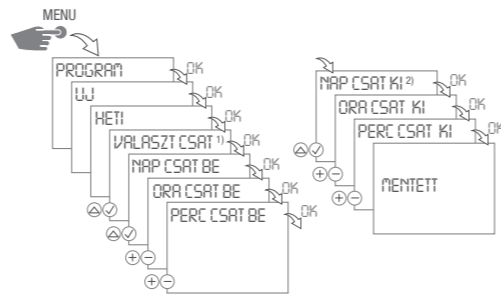 MENU
PROGRAM OK
UJ OK
HETI OK
VALASZT CSAT 1) OK
NAP CSAT BE OK
ORA CSAT BE OK
PERC CSAT BE OK
NAP CSAT KI 2) OK
ORA CSAT KI OK
PERC CSAT KI OK
MENTETT